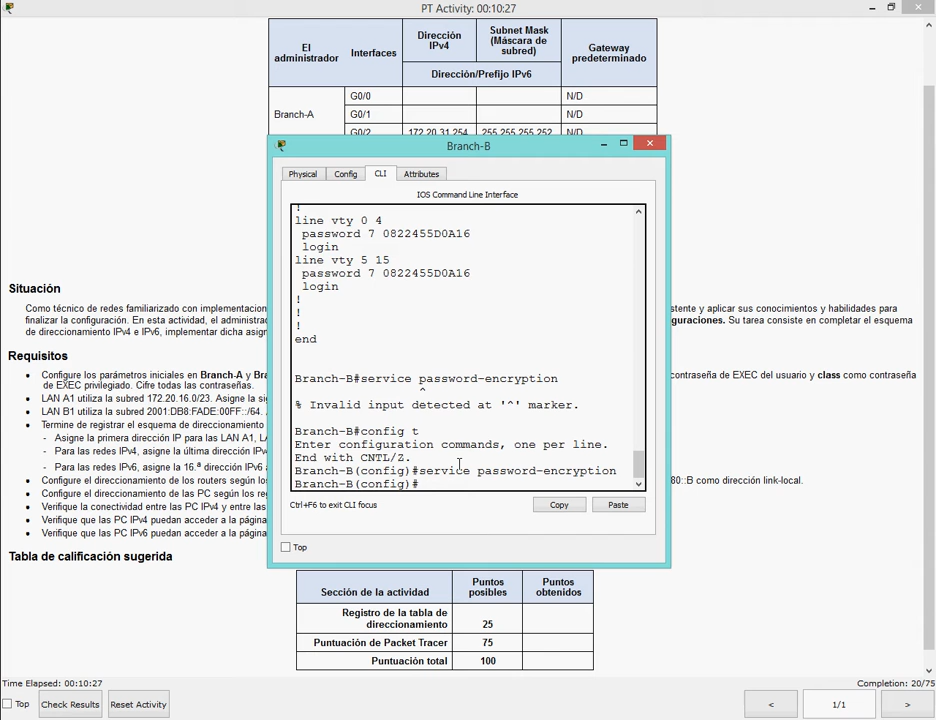 PT Activity: 00:10:27
El administrador
Interfaces
Dirección IPv4
Subnet Mask (Máscara de subred)
Gateway predeterminado
Dirección/Prefijo IPv6
Branch-A
G0/0
N/D
G0/1
N/D
G0/2
172.20.31.254
255.255.255.252
N/D
Branch-B
Physical
Config
CLI
Attributes
IOS Command Line Interface
!
line vty 0 4
password 7 0822455D0A16
login
line vty 5 15
password 7 0822455D0A16
login
!
!
!
end
Branch-B#service password-encryption
^
% Invalid input detected at '^' marker.
Branch-B#config t
Enter configuration commands, one per line.
End with CNTL/Z.
Branch-B(config)#service password-encryption
Branch-B(config)#
Ctrl+F6 to exit CLI focus
Copy
Paste
Top
Situación
Como técnico de redes familiarizado con implementacion
stente y aplicar sus conocimientos y habilidades para
finalizar la configuración. En esta actividad, el administrad
figuraciones. Su tarea consiste en completar el esquema
de direccionamiento IPv4 e IPv6, implementar dicha asign
Requisitos
• Configure los parámetros iniciales en Branch-A y Bra
contraseña de EXEC del usuario y class como contraseña
de EXEC privilegiado. Cifre todas las contraseñas.
• LAN A1 utiliza la subred 172.20.16.0/23. Asigne la sig
• LAN B1 utiliza la subred 2001:DB8:FADE:00FF::/64. A
• Termine de registrar el esquema de direccionamiento
- Asigne la primera dirección IP para las LAN A1, LA
- Para las redes IPv4, asigne la última dirección IPv
- Para las redes IPv6, asigne la 16.ª dirección IPv6 a
• Configure el direccionamiento de los routers según los
80::B como dirección link-local.
• Configure el direccionamiento de las PC según los req
• Verifique la conectividad entre las PC IPv4 y entre las
• Verifique que las PC IPv4 puedan acceder a la página
• Verifique que las PC IPv6 puedan acceder a la página
Tabla de calificación sugerida
Sección de la actividad
Puntos posibles
Puntos obtenidos
Registro de la tabla de direccionamiento
25
Puntuación de Packet Tracer
75
Puntuación total
100
Time Elapsed: 00:10:27
Completion: 20/75
Top
Check Results
Reset Activity
<
1/1
>